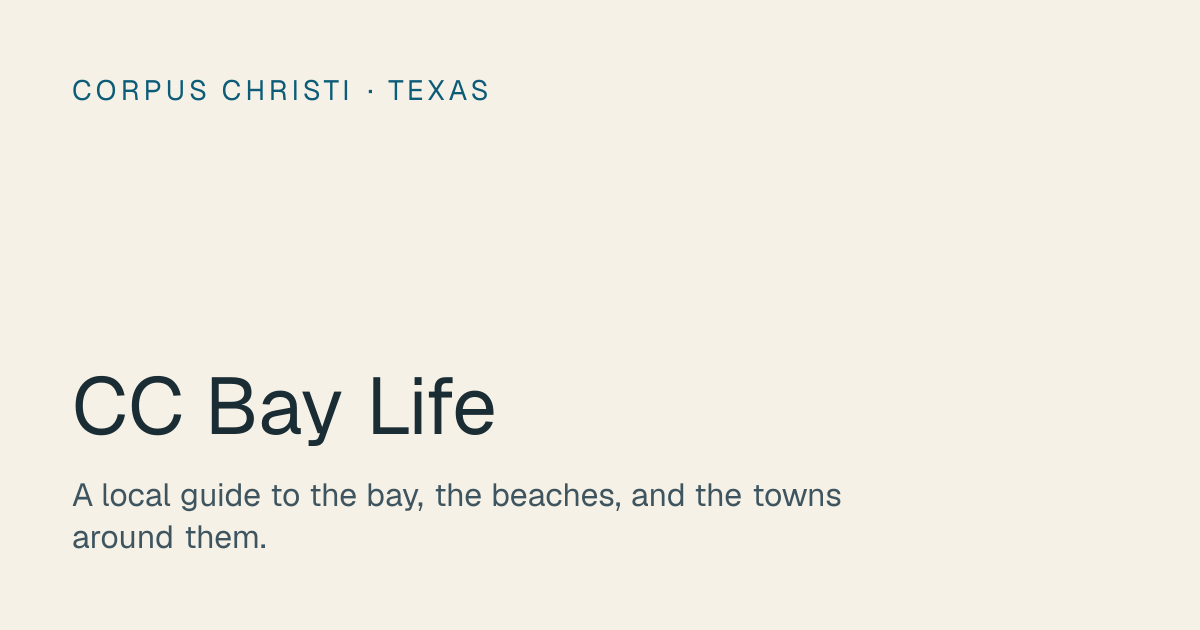 CORPUS CHRISTI · TEXAS
CC Bay Life
A local guide to the bay, the beaches, and the towns
around them.